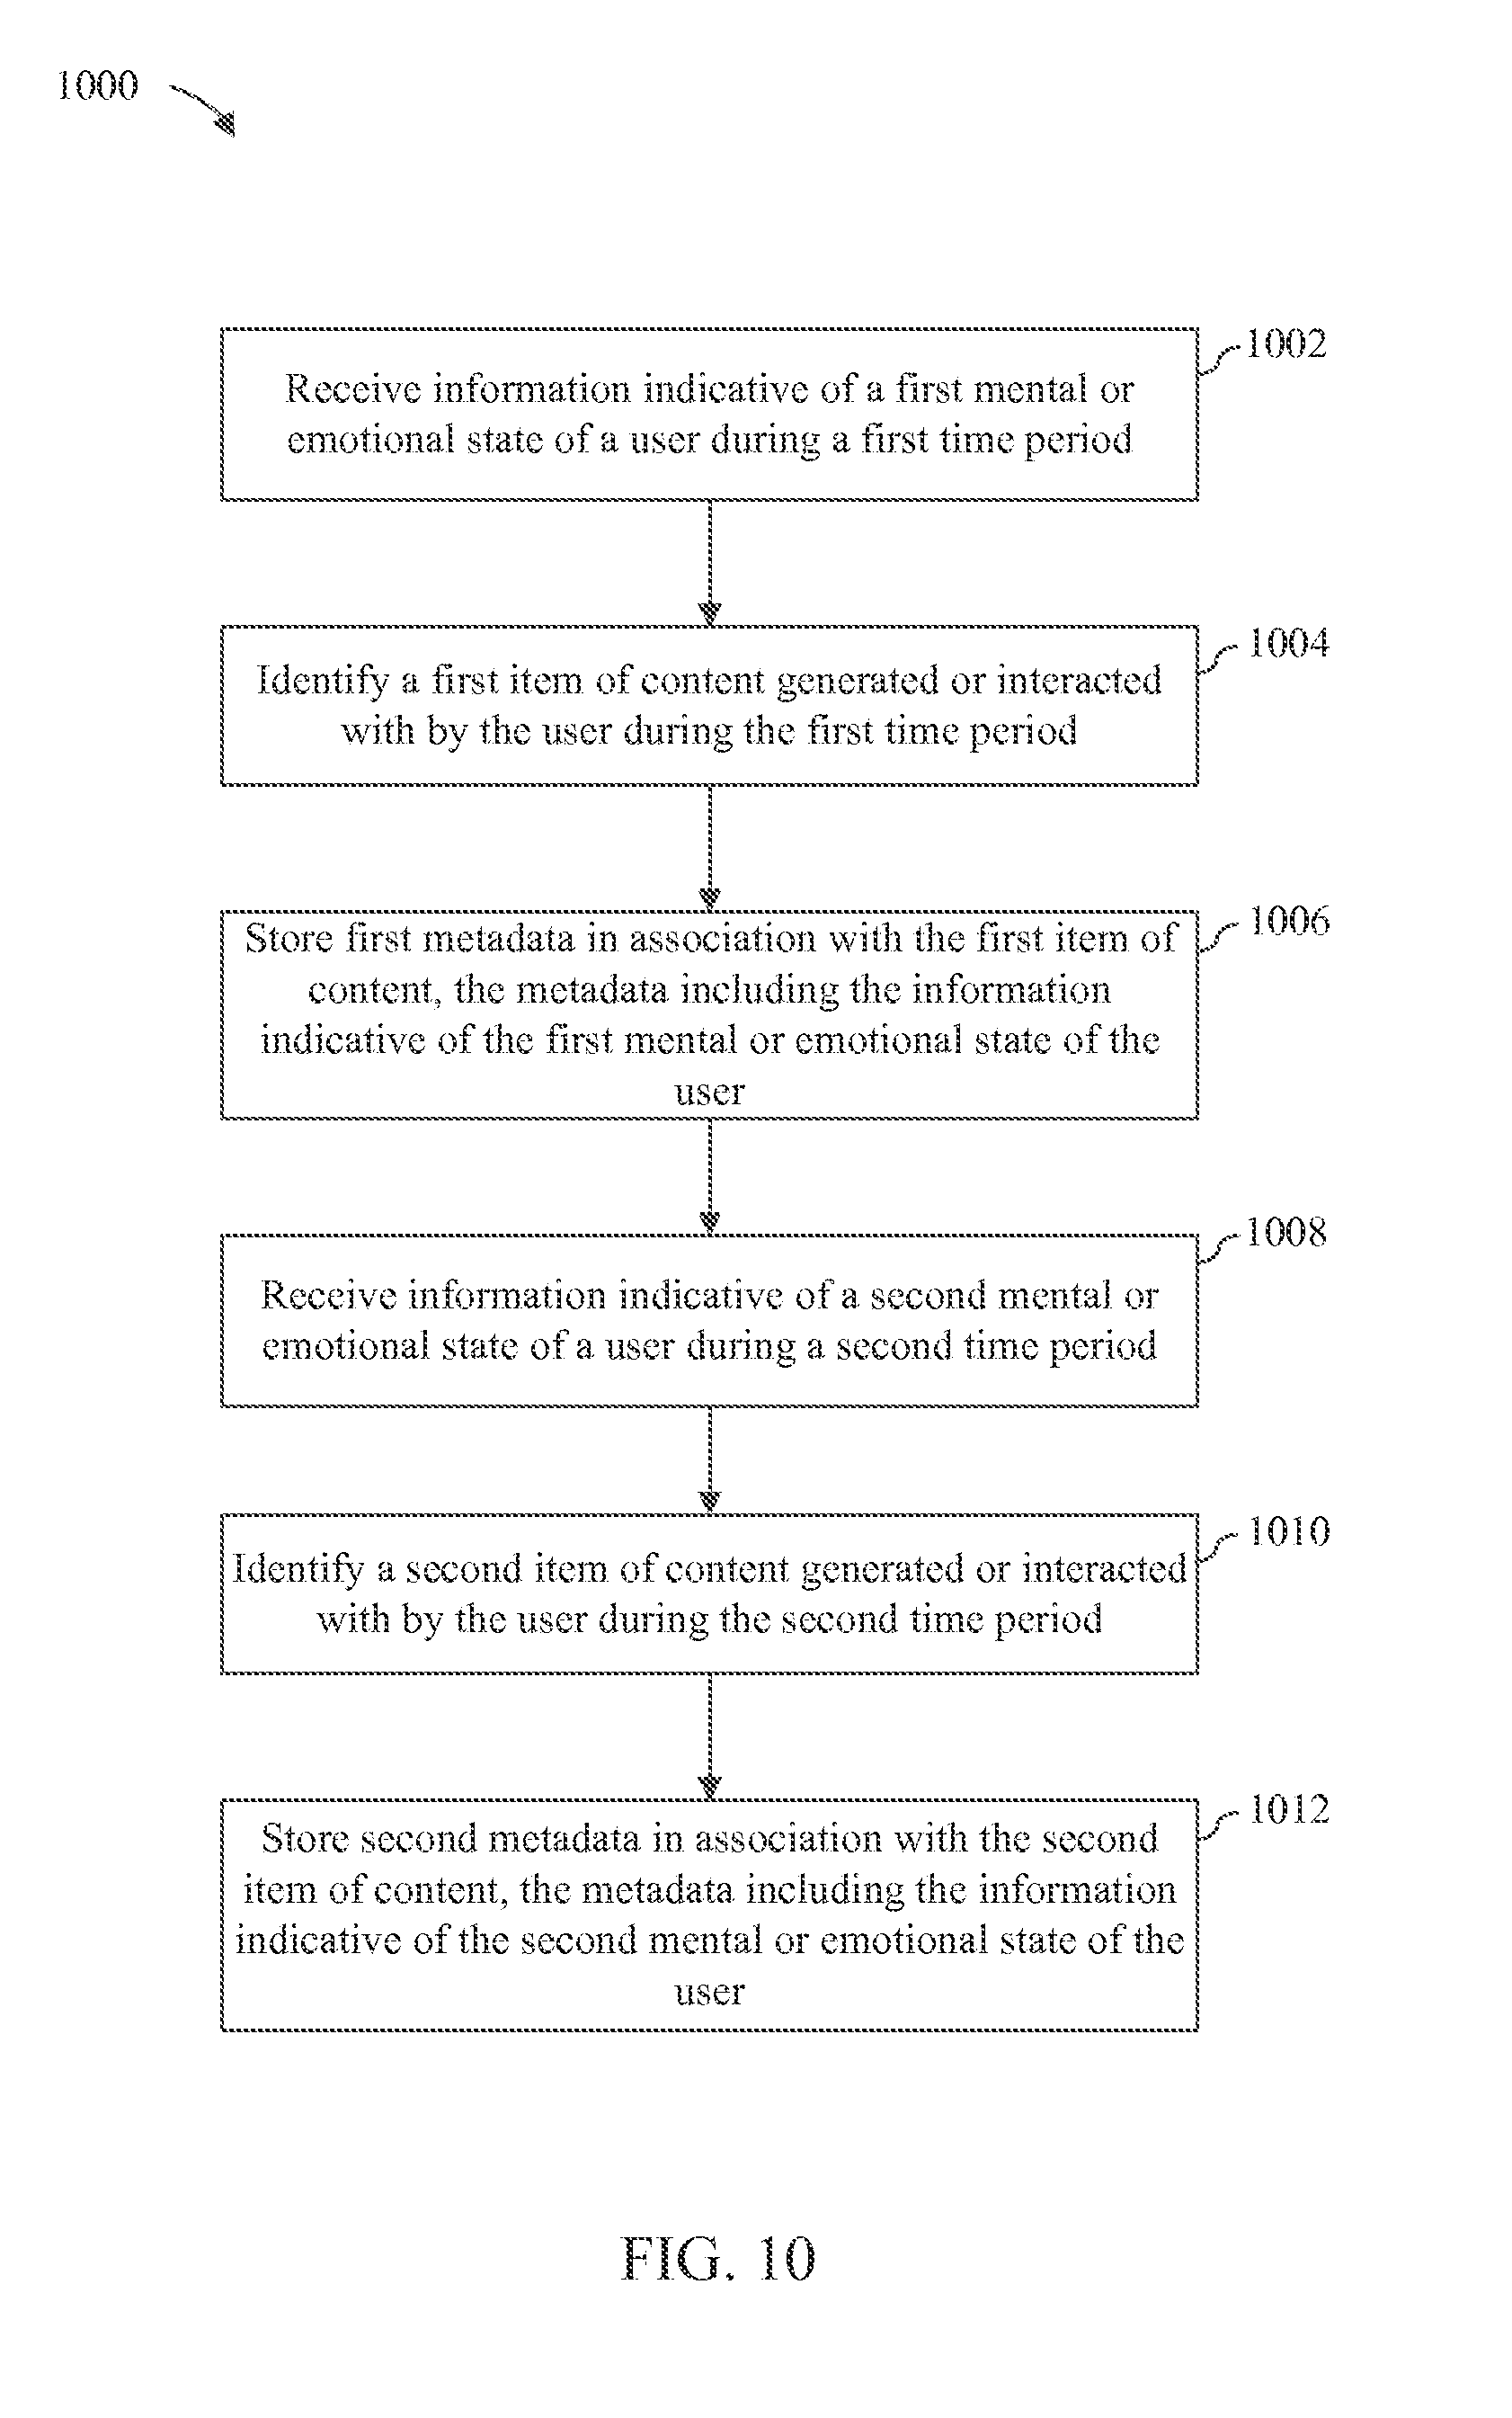 1000
1002
Receive information indicative of a first mental or
emotional state of a user during a first time period
1004
Identify a first item of content generated or interacted
with by the user during the first time period
1006
Store first metadata in association with the first item of
content, the metadata including the information
indicative of the first mental or emotional state of the
user
1008
Receive information indicative of a second mental or
emotional state of a user during a second time period
1010
Identify a second item of content generated or interacted
with by the user during the second time period
1012
Store second metadata in association with the second
item of content, the metadata including the information
indicative of the second mental or emotional state of the
user
FIG. 10